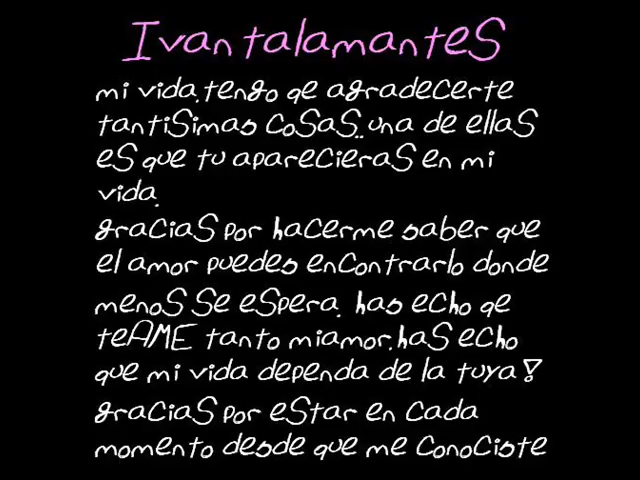 Ivan talamanteS
mi vida.tengo qe agradecerte
tantiSimas CoSaS..una de ellaS
eS que tu aparecieraS en mi
vida.
graciaS por hacerme saber que
el amor puedes enContrarlo donde
menoS Se eSpera. has echo qe
teAME tanto miamor.haS echo
que mi vida dependa de la tuya!
graciaS por eStar en Cada
momento desde que me ConoCiste